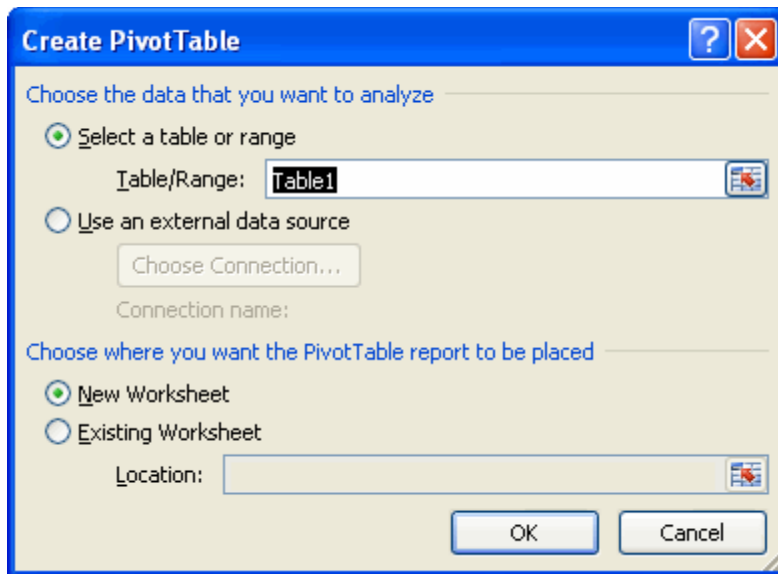 Create PivotTable
?
Choose the data that you want to analyze
Select a table or range
Table/Range: Table1
Use an external data source
Choose Connection...
Connection name:
Choose where you want the PivotTable report to be placed
New Worksheet
Existing Worksheet
Location:
OK Cancel